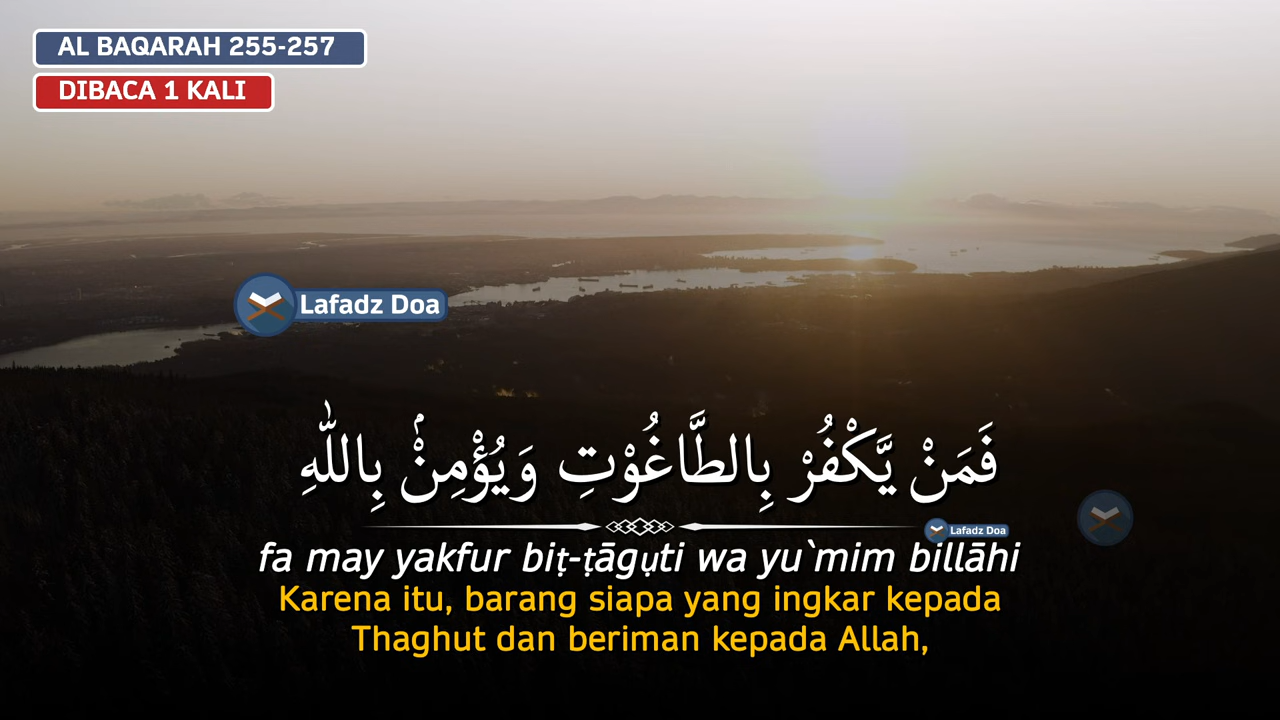 AL BAQARAH 255-257
DIBACA 1 KALI
Lafadz Doa
فَمَنْ يَّكْفُرْ بِالطَّاغُوْتِ وَيُؤْمِنْۢ بِاللّٰهِ
Lafadz Doa
fa may yakfur biṭ-ṭāgụti wa yu`mim billāhi
Karena itu, barang siapa yang ingkar kepada
Thaghut dan beriman kepada Allah,